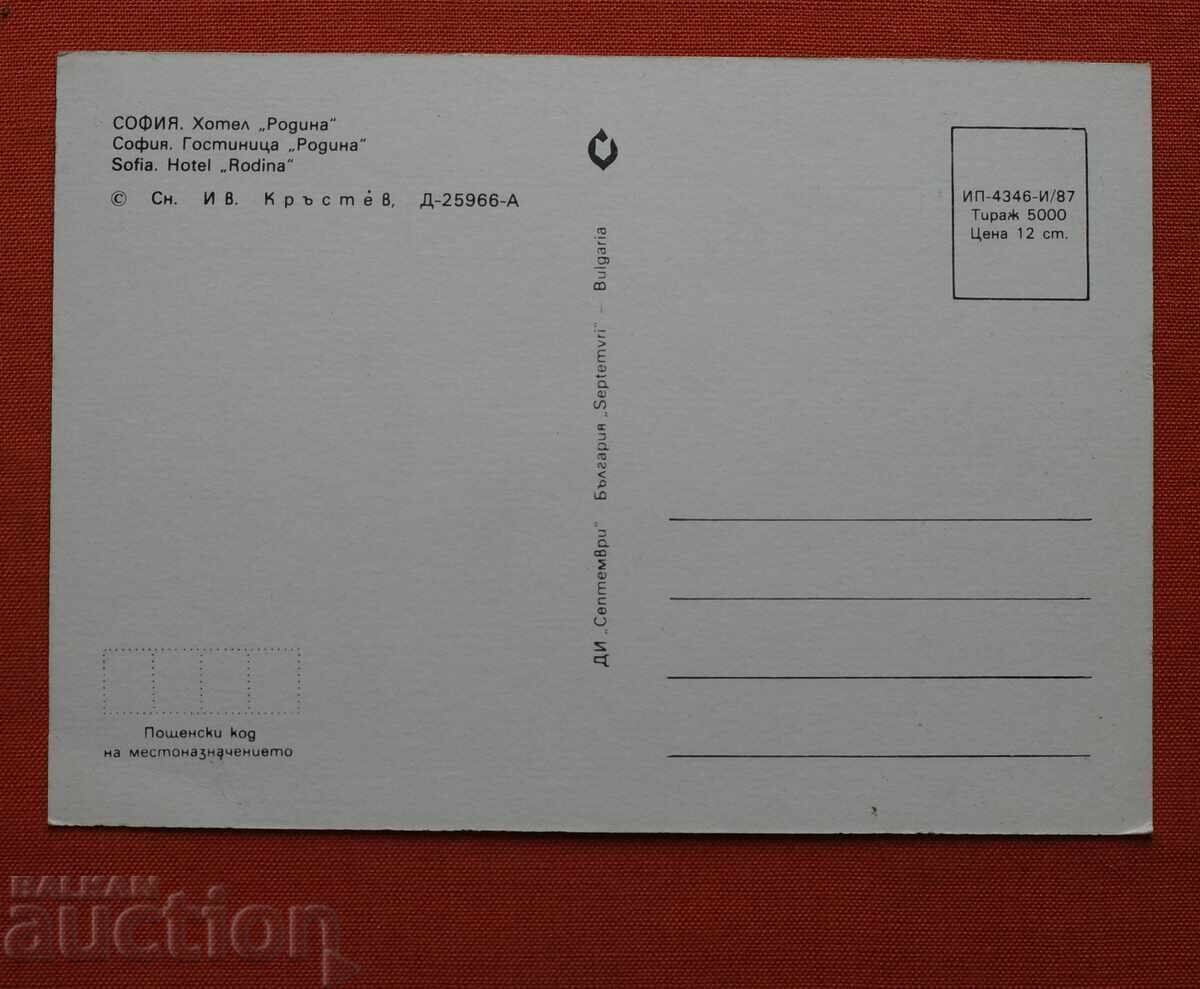 СОФИЯ. Хотел „Родина“
София. Гостиница „Родина“
Sofia. Hotel „Rodina“
© Сн. Ив. Кръсте́в, Д-25966-А
ДИ „Септември“ България „Septemvri“ – Bulgaria
ИП-4346-И/87
Тираж 5000
Цена 12 ст.
Пощенски код
на местоназначението
BALKAN
auction